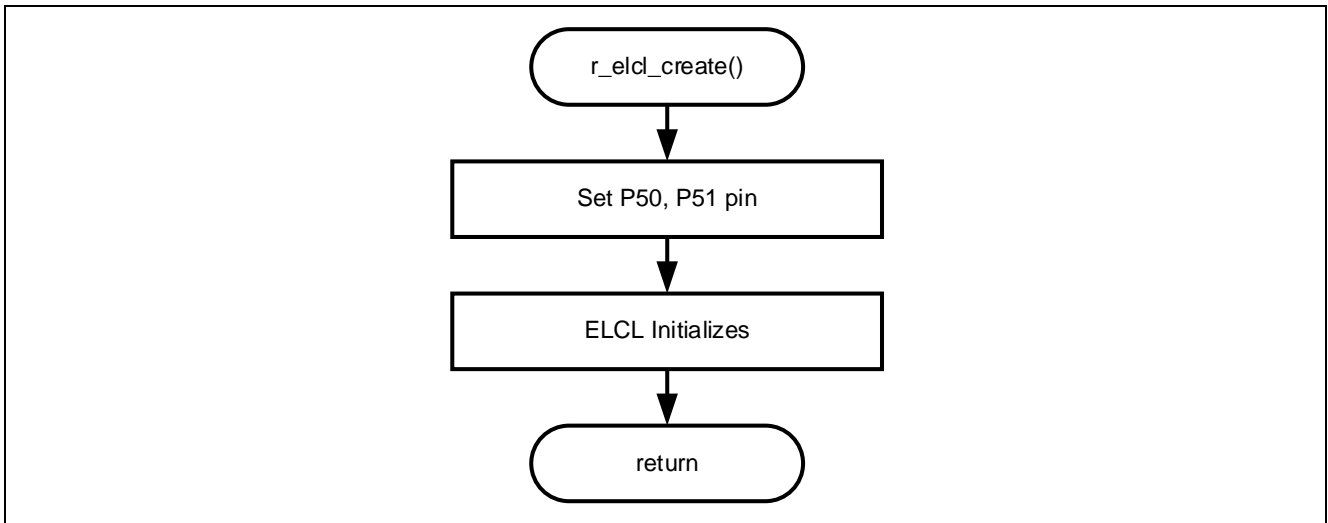 r_elcl_create()
Set P50, P51 pin
ELCL Initializes
return